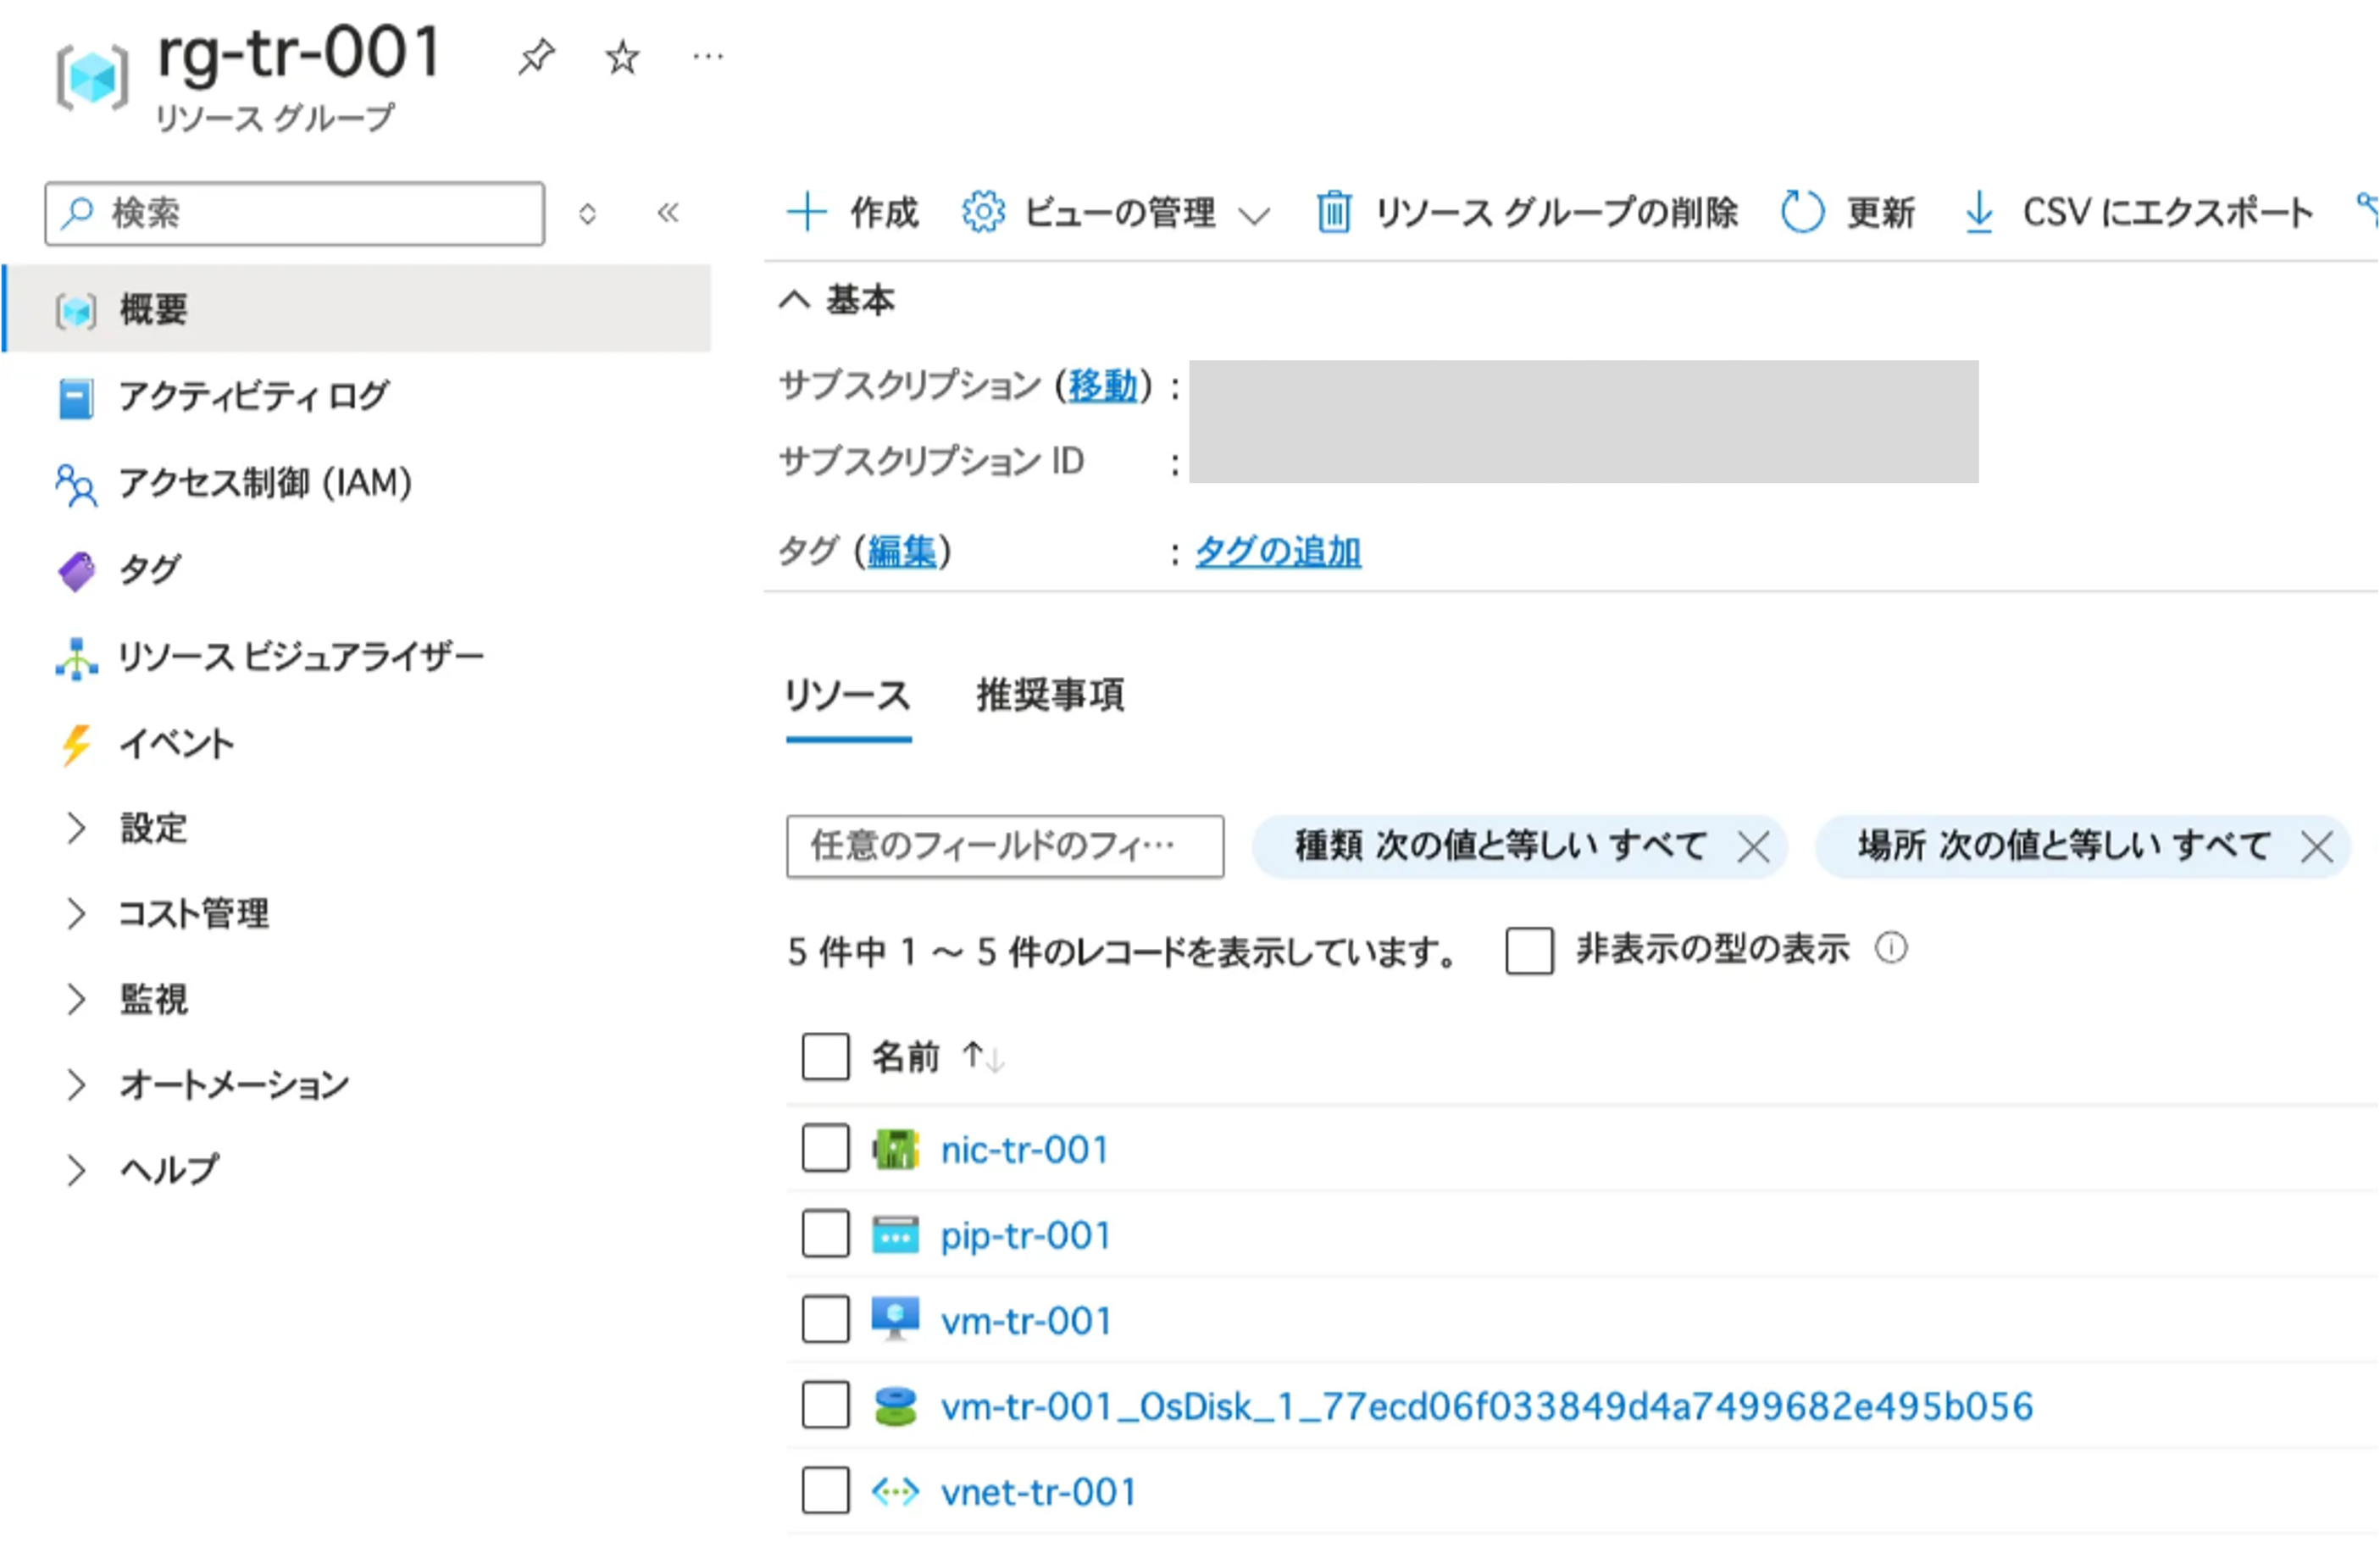 rg-tr-001
リソース グループ
検索
概要
アクティビティ ログ
アクセス制御 (IAM)
タグ
リソース ビジュアライザー
イベント
設定
コスト管理
監視
オートメーション
ヘルプ
作成 ビューの管理 リソース グループの削除 更新 CSV にエクスポート
基本
サブスクリプション (移動) :
サブスクリプション ID :
タグ (編集) : タグの追加
リソース 推奨事項
任意のフィールドのフィ… 種類 次の値と等しい すべて 場所 次の値と等しい すべて
5 件中 1 ～ 5 件のレコードを表示しています。 非表示の型の表示
名前
nic-tr-001
pip-tr-001
vm-tr-001
vm-tr-001_OsDisk_1_77ecd06f033849d4a7499682e495b056
vnet-tr-001